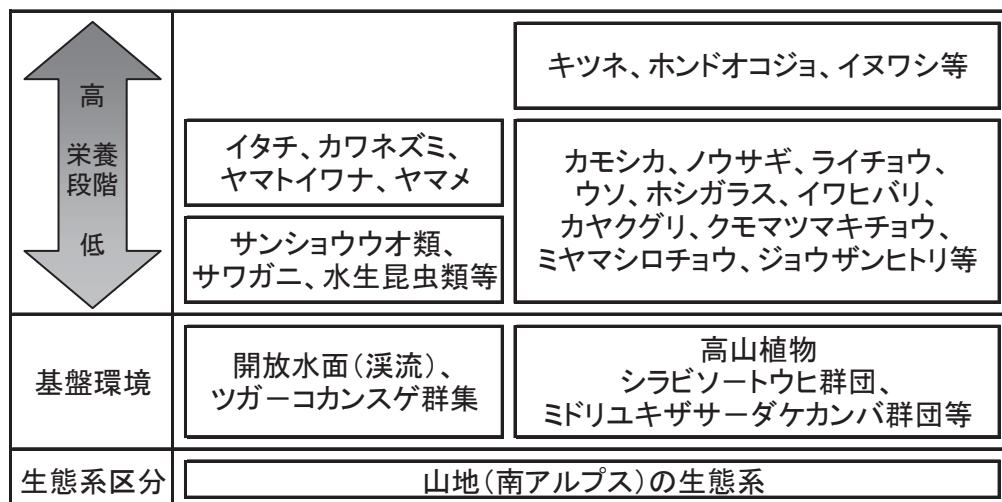 高
栄養
段階
低
キツネ、ホンドオコジョ、イヌワシ等
イタチ、カワネズミ、
ヤマトイワナ、ヤマメ
カモシカ、ノウサギ、ライチョウ、
ウソ、ホシガラス、イワヒバリ、
カヤクグリ、クモマツマキチョウ、
ミヤマシロチョウ、ジョウザンヒトリ等
サンショウウオ類、
サワガニ、水生昆虫類等
基盤環境
開放水面（渓流）、
ツガーコカンスゲ群集
高山植物
シラビソートウヒ群団、
ミドリユキザサーダケカンバ群団等
生態系区分
山地（南アルプス）の生態系